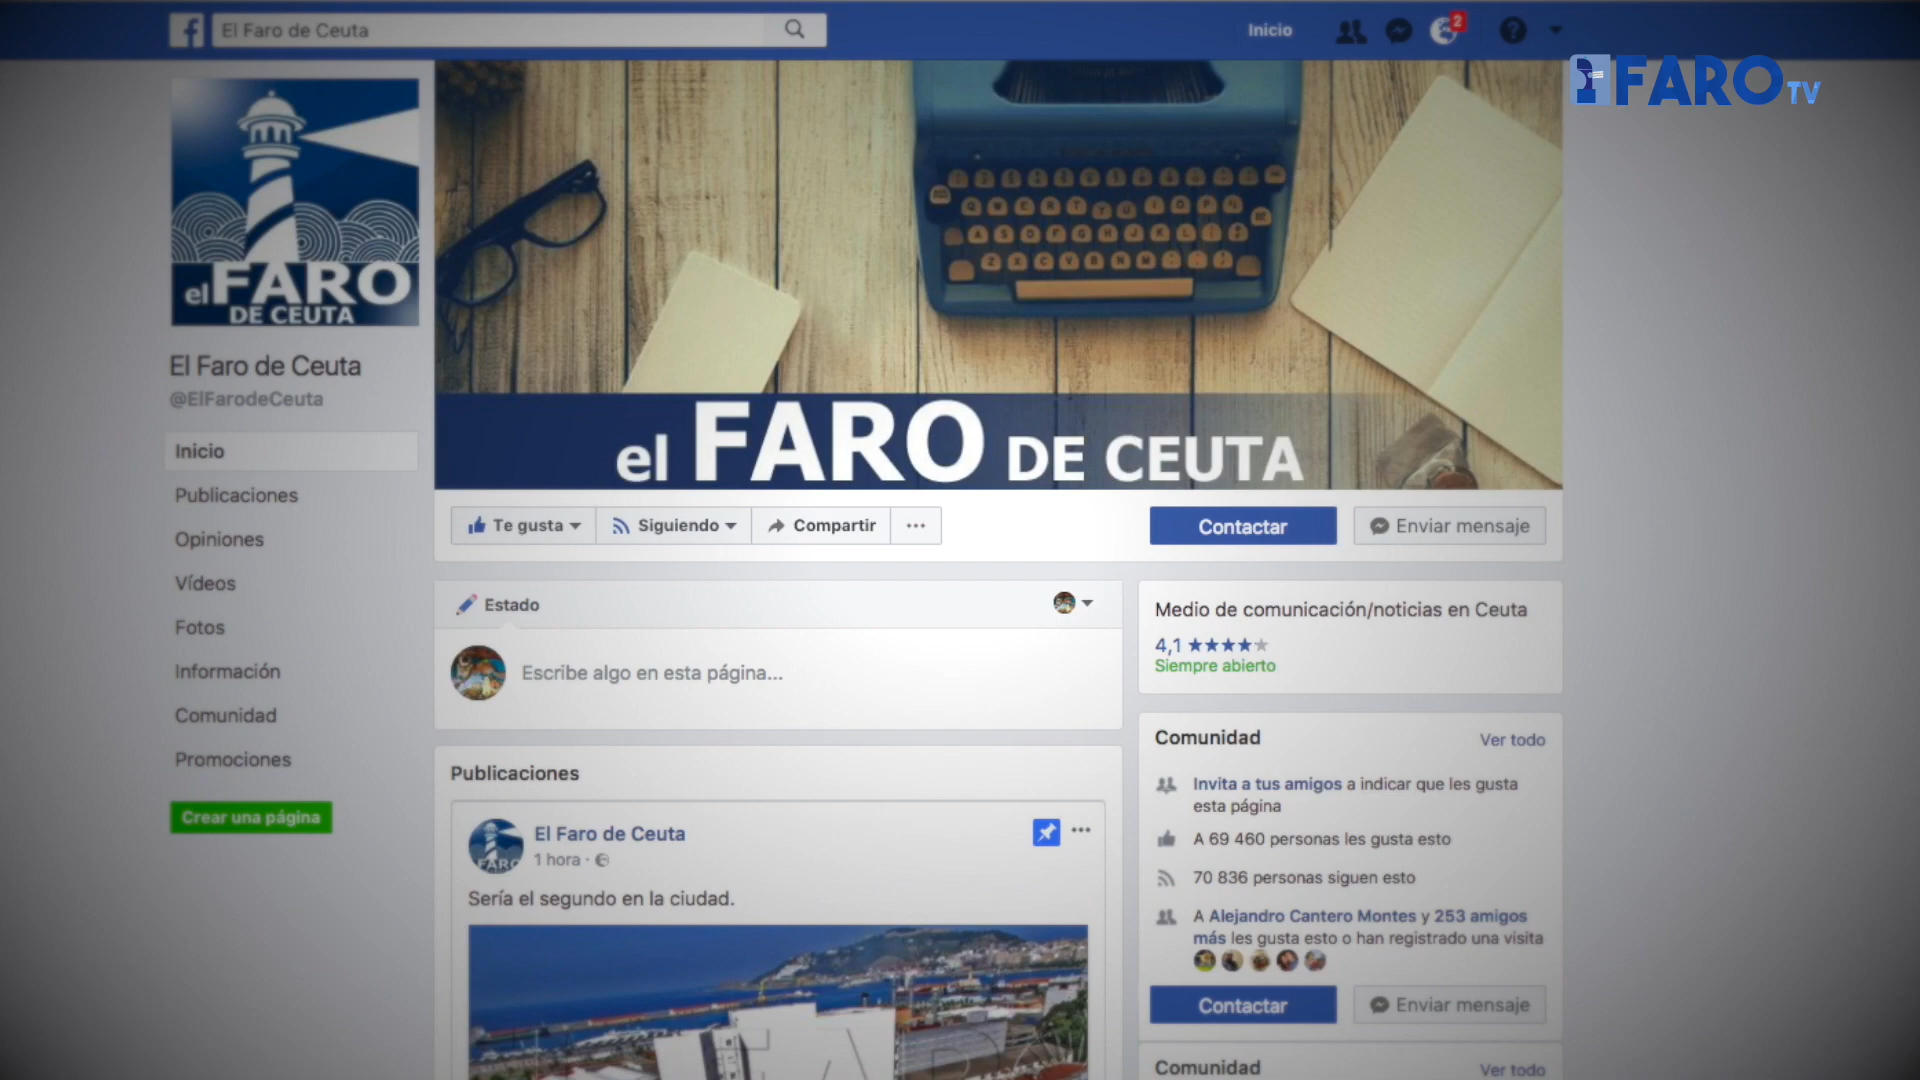 El Faro de Ceuta
Inicio
2
?
FARO TV
el FARO
DE CEUTA
El Faro de Ceuta
@ElFarodeCeuta
Inicio
Publicaciones
Opiniones
Vídeos
Fotos
Información
Comunidad
Promociones
Crear una página
el FARO DE CEUTA
Te gusta
Siguiendo
Compartir
Contactar
Enviar mensaje
Estado
Escribe algo en esta página...
Medio de comunicación/noticias en Ceuta
4,1
Siempre abierto
Publicaciones
El Faro de Ceuta
1 hora
Sería el segundo en la ciudad.
Comunidad
Ver todo
Invita a tus amigos a indicar que les gusta
esta página
A 69 460 personas les gusta esto
70 836 personas siguen esto
A Alejandro Cantero Montes y 253 amigos
más les gusta esto o han registrado una visita
Contactar
Enviar mensaje
Comunidad
Ver todo